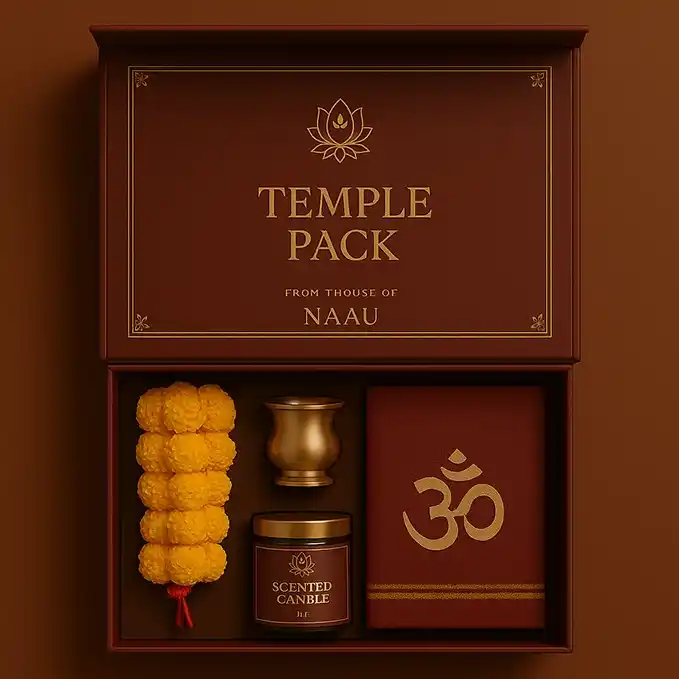 TEMPLE
PACK
FROM THOUSE OF
NAAU
SCENTED
CANBLE
ॐ